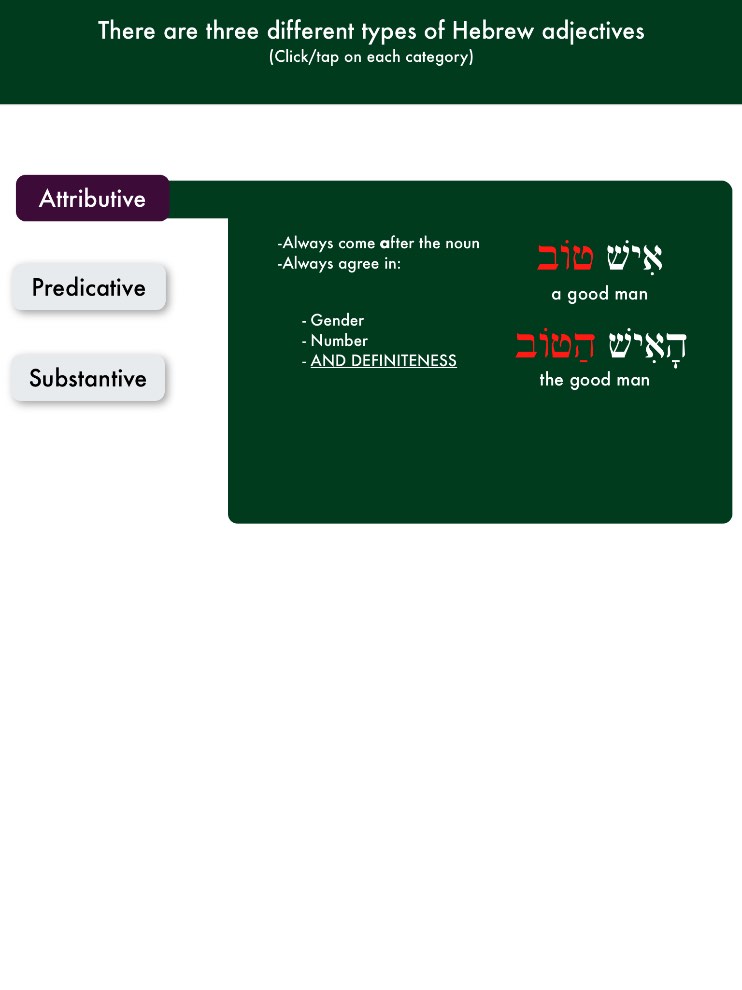 There are three different types of Hebrew adjectives
(Click/tap on each category)
Attributive
Predicative
Substantive
-Always come after the noun
-Always agree in:
- Gender
- Number
- AND DEFINITENESS
אִישׁ טוֹב
a good man
הָאִישׁ הַטוֹב
the good man